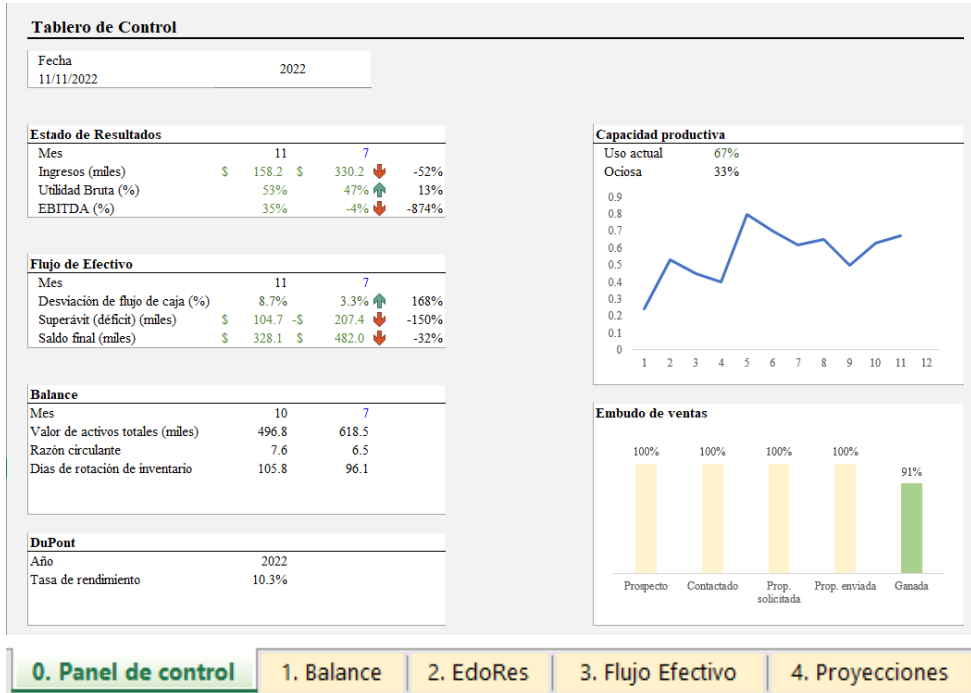 Tablero de Control
Fecha
11/11/2022
2022
Estado de Resultados
Mes 11 7
Ingresos (miles) $ 158.2 $ 330.2 -52%
Utilidad Bruta (%) 53% 47% 13%
EBITDA (%) 35% -4% -874%
Flujo de Efectivo
Mes 11 7
Desviación de flujo de caja (%) 8.7% 3.3% 168%
Superávit (déficit) (miles) $ 104.7 -$ 207.4 -150%
Saldo final (miles) $ 328.1 $ 482.0 -32%
Balance
Mes 10 7
Valor de activos totales (miles) 496.8 618.5
Razón circulante 7.6 6.5
Días de rotación de inventario 105.8 96.1
DuPont
Año 2022
Tasa de rendimiento 10.3%
Capacidad productiva
Uso actual 67%
Ociosa 33%
0.9
0.8
0.7
0.6
0.5
0.4
0.3
0.2
0.1
0
1 2 3 4 5 6 7 8 9 10 11 12
Embudo de ventas
100% 100% 100% 100% 91%
Prospecto Contactado Prop. solicitada Prop. enviada Ganada
0. Panel de control 1. Balance 2. EdoRes 3. Flujo Efectivo 4. Proyecciones